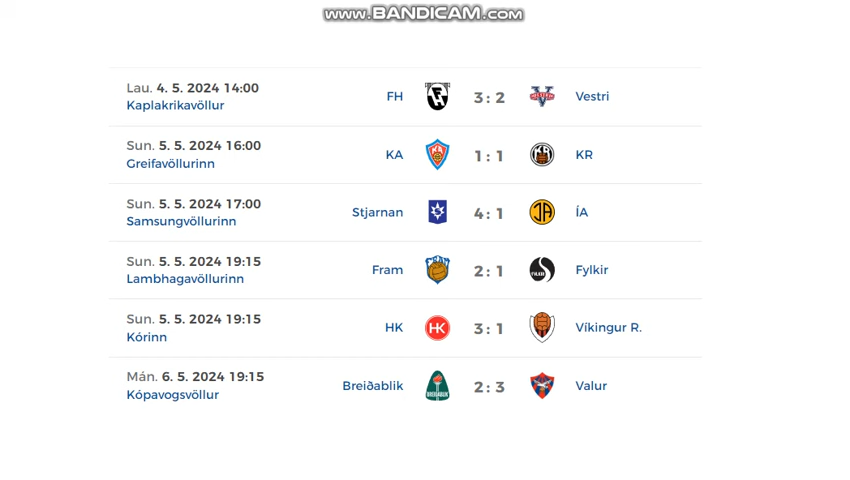 www.BANDICAM.com
Lau. 4. 5. 2024 14:00
Kaplakrikavöllur
FH 3 : 2 Vestri
Sun. 5. 5. 2024 16:00
Greifavöllurinn
KA 1 : 1 KR
Sun. 5. 5. 2024 17:00
Samsungvöllurinn
Stjarnan 4 : 1 ÍA
Sun. 5. 5. 2024 19:15
Lambhagavöllurinn
Fram 2 : 1 Fylkir
Sun. 5. 5. 2024 19:15
Kórinn
HK HK 3 : 1 Víkingur R.
Mán. 6. 5. 2024 19:15
Kópavogsvöllur
Breiðablik BREIÐABLIK 2 : 3 Valur